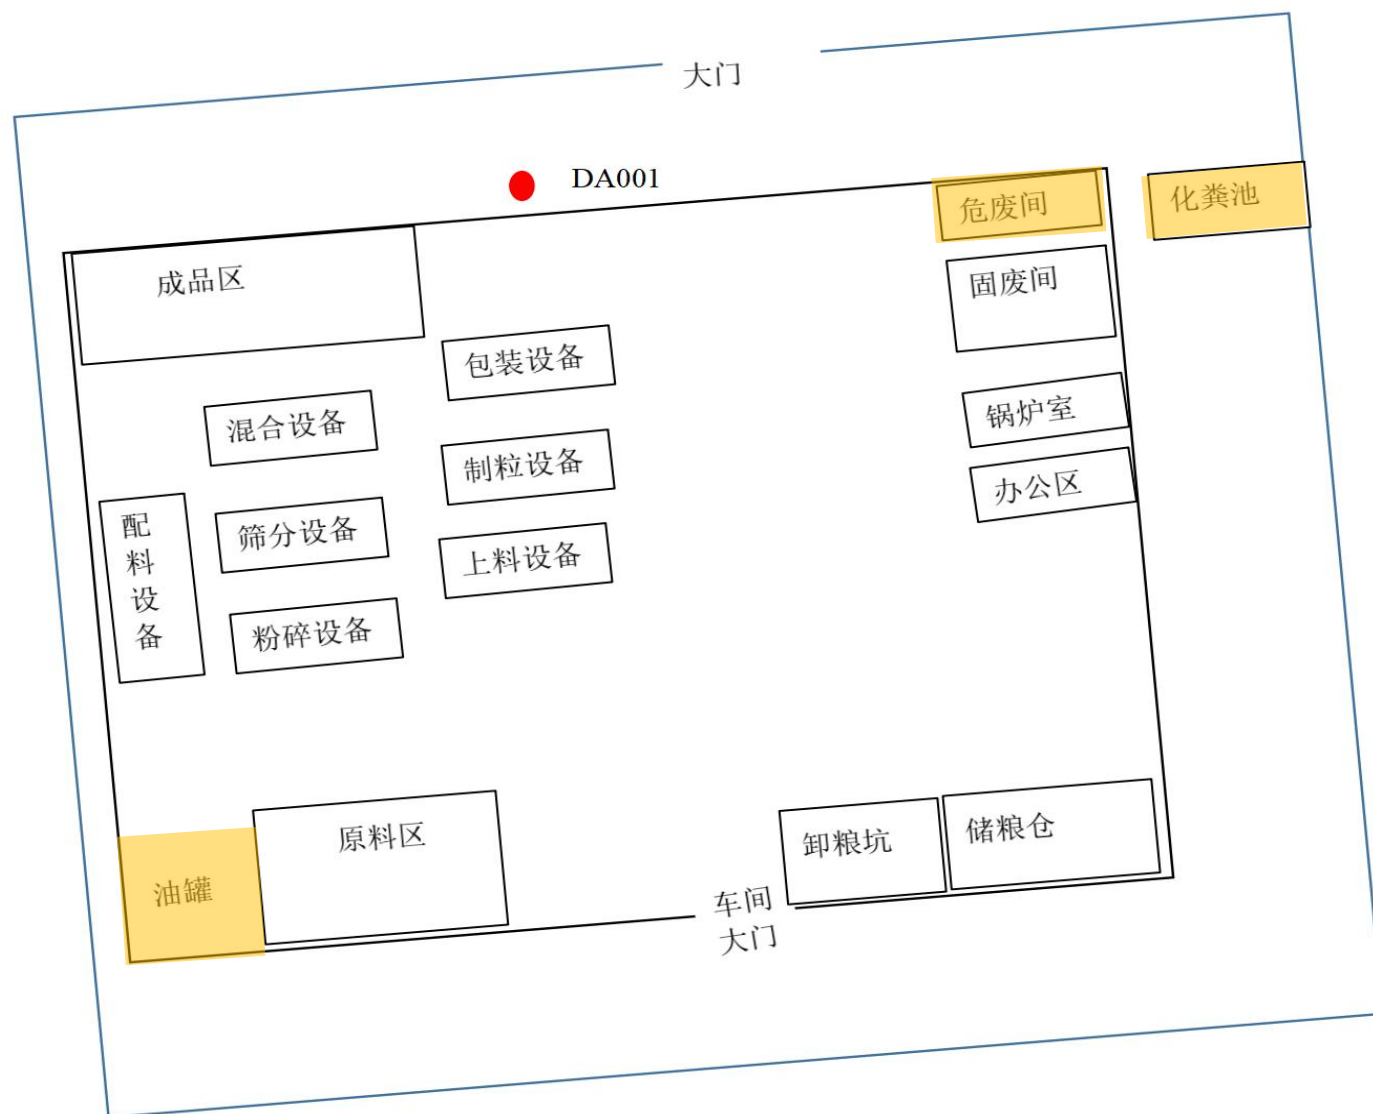 大门
DA001
危废间
化粪池
成品区
固废间
包装设备
混合设备
锅炉室
制粒设备
办公区
配
料
设
备
筛分设备
上料设备
粉碎设备
原料区
卸粮坑
储粮仓
油罐
车间
大门